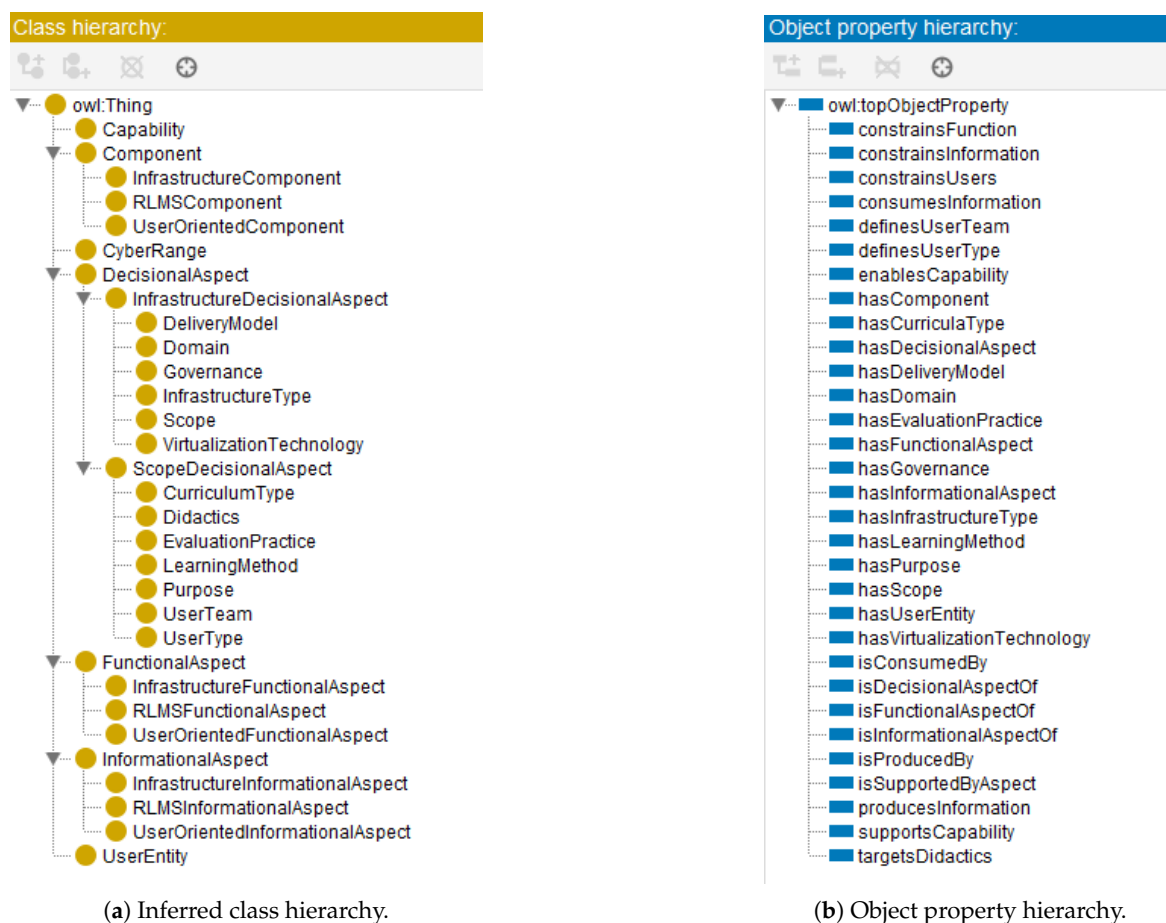 Class hierarchy:
owl:Thing
Capability
Component
InfrastructureComponent
RLMSComponent
UserOrientedComponent
CyberRange
DecisionalAspect
InfrastructureDecisionalAspect
DeliveryModel
Domain
Governance
InfrastructureType
Scope
VirtualizationTechnology
ScopeDecisionalAspect
CurriculumType
Didactics
EvaluationPractice
LearningMethod
Purpose
UserTeam
UserType
FunctionalAspect
InfrastructureFunctionalAspect
RLMSFunctionalAspect
UserOrientedFunctionalAspect
InformationalAspect
InfrastructureInformationalAspect
RLMSInformationalAspect
UserOrientedInformationalAspect
UserEntity
(a) Inferred class hierarchy.
Object property hierarchy:
owl:topObjectProperty
constrainsFunction
constrainsInformation
constrainsUsers
consumesInformation
definesUserTeam
definesUserType
enablesCapability
hasComponent
hasCurriculaType
hasDecisionalAspect
hasDeliveryModel
hasDomain
hasEvaluationPractice
hasFunctionalAspect
hasGovernance
hasInformationalAspect
hasInfrastructureType
hasLearningMethod
hasPurpose
hasScope
hasUserEntity
hasVirtualizationTechnology
isConsumedBy
isDecisionalAspectOf
isFunctionalAspectOf
isInformationalAspectOf
isProducedBy
isSupportedByAspect
producesInformation
supportsCapability
targetsDidactics
(b) Object property hierarchy.